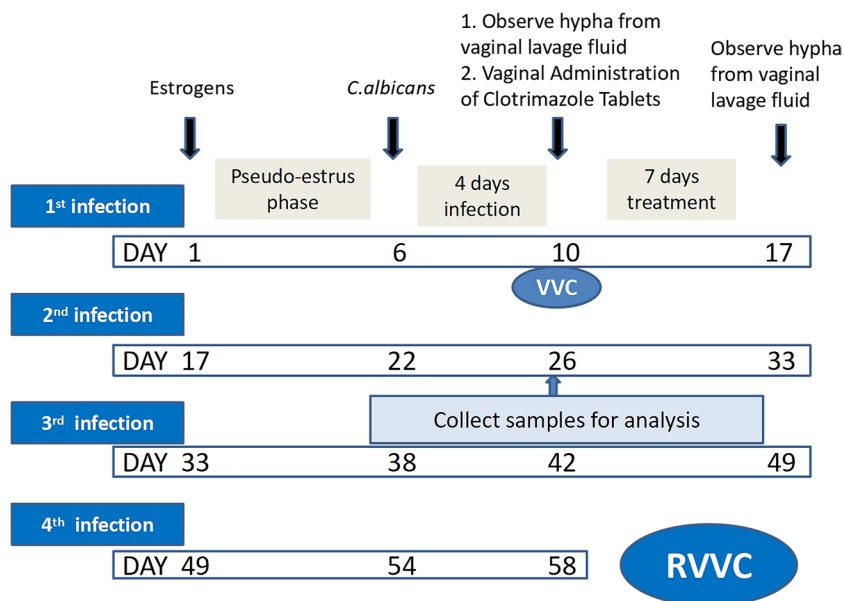 1. Observe hypha from
vaginal lavage fluid
2. Vaginal Administration
of Clotrimazole Tablets
Observe hypha
from vaginal
lavage fluid
Estrogens
C.albicans
Pseudo-estrus
phase
4 days
infection
7 days
treatment
1st infection
DAY 1 6 10 17
VVC
2nd infection
DAY 17 22 26 33
3rd infection
Collect samples for analysis
DAY 33 38 42 49
4th infection
DAY 49 54 58
RVVC